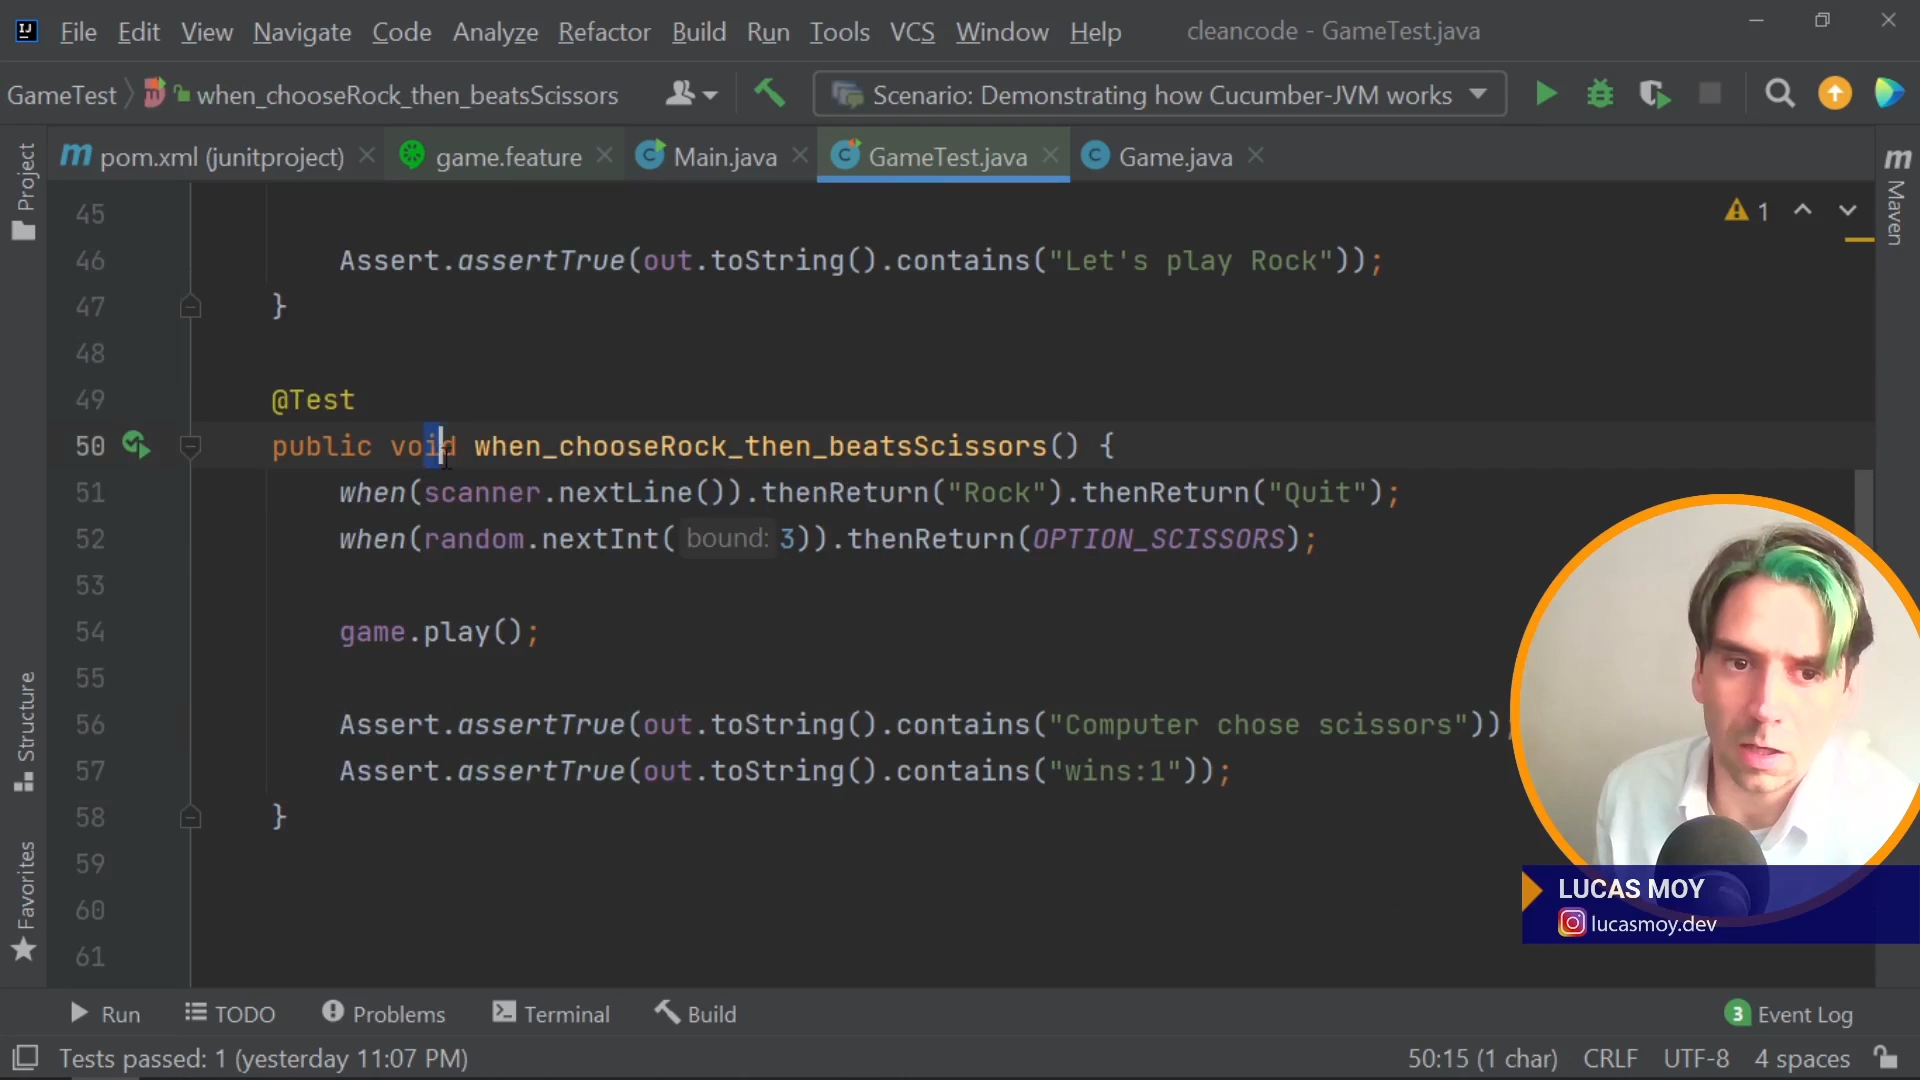 IJ File Edit View Navigate Code Analyze Refactor Build Run Tools VCS Window Help cleancode - GameTest.java
GameTest when_chooseRock_then_beatsScissors Scenario: Demonstrating how Cucumber-JVM works
pom.xml (junitproject) game.feature Main.java GameTest.java Game.java
Project
Structure
Favorites
Maven
1
45
46 Assert.assertTrue(out.toString().contains("Let's play Rock"));
47 }
48
49 @Test
50 public void when_chooseRock_then_beatsScissors() {
51 when(scanner.nextLine()).thenReturn("Rock").thenReturn("Quit");
52 when(random.nextInt( bound: 3)).thenReturn(OPTION_SCISSORS);
53
54 game.play();
55
56 Assert.assertTrue(out.toString().contains("Computer chose scissors"));
57 Assert.assertTrue(out.toString().contains("wins:1"));
58 }
59
60
61
LUCAS MOY
lucasmoy.dev
Run TODO Problems Terminal Build 3 Event Log
Tests passed: 1 (yesterday 11:07 PM) 50:15 (1 char) CRLF UTF-8 4 spaces